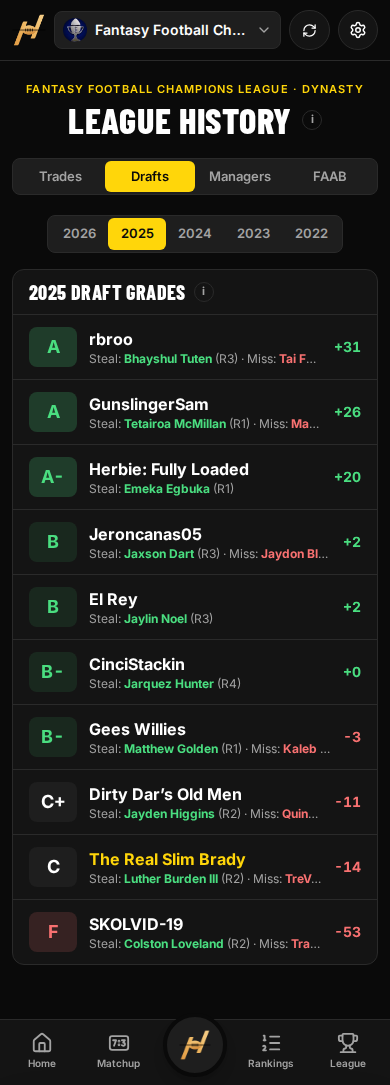 Fantasy Football Ch...
FANTASY FOOTBALL CHAMPIONS LEAGUE · DYNASTY
LEAGUE HISTORY i
Trades Drafts Managers FAAB
2026 2025 2024 2023 2022
2025 DRAFT GRADES i
A rbroo +31
Steal: Bhayshul Tuten (R3) · Miss: Tai F...
A GunslingerSam +26
Steal: Tetairoa McMillan (R1) · Miss: Ma...
A- Herbie: Fully Loaded +20
Steal: Emeka Egbuka (R1)
B Jeroncanas05 +2
Steal: Jaxson Dart (R3) · Miss: Jaydon Bl...
B El Rey +2
Steal: Jaylin Noel (R3)
B- CinciStackin +0
Steal: Jarquez Hunter (R4)
B- Gees Willies -3
Steal: Matthew Golden (R1) · Miss: Kaleb ...
C+ Dirty Dar’s Old Men -11
Steal: Jayden Higgins (R2) · Miss: Quin...
C The Real Slim Brady -14
Steal: Luther Burden III (R2) · Miss: TreV...
F SKOLVID-19 -53
Steal: Colston Loveland (R2) · Miss: Tra...
7:3 1 2
Home Matchup Rankings League